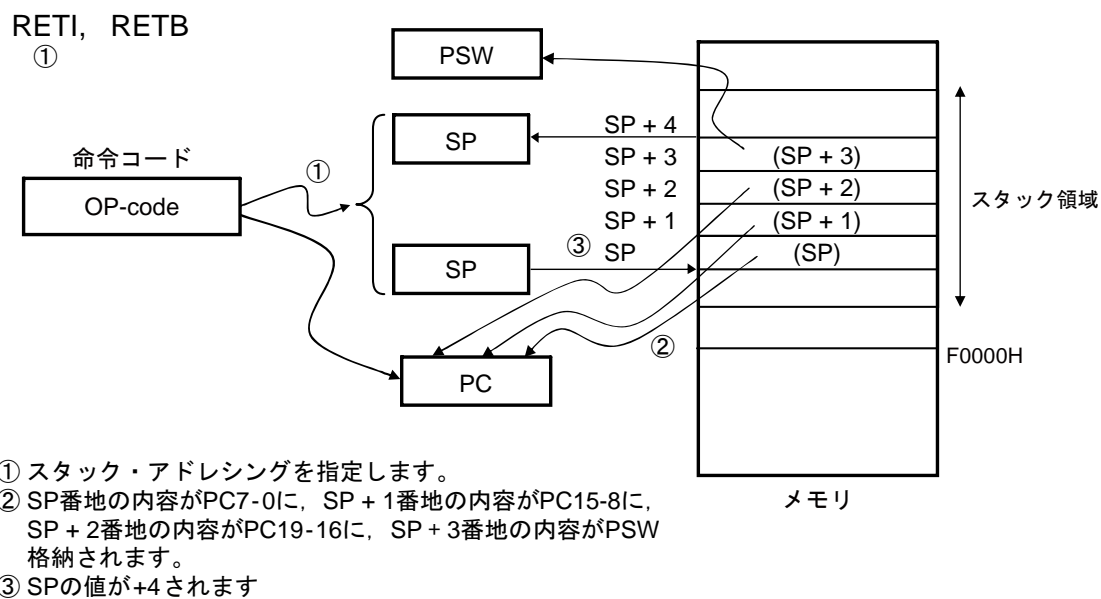 RETI, RETB
①
PSW
SP
SP + 4
SP + 3
(SP + 3)
命令コード
①
OP-code
SP + 2
(SP + 2)
スタック領域
SP + 1
(SP + 1)
③
SP
(SP)
SP
②
F0000H
PC
メモリ
① スタック・アドレシングを指定します。
② SP番地の内容がPC7-0に，SP + 1番地の内容がPC15-8に，
SP + 2番地の内容がPC19-16に，SP + 3番地の内容がPSW
格納されます。
③ SPの値が+4されます